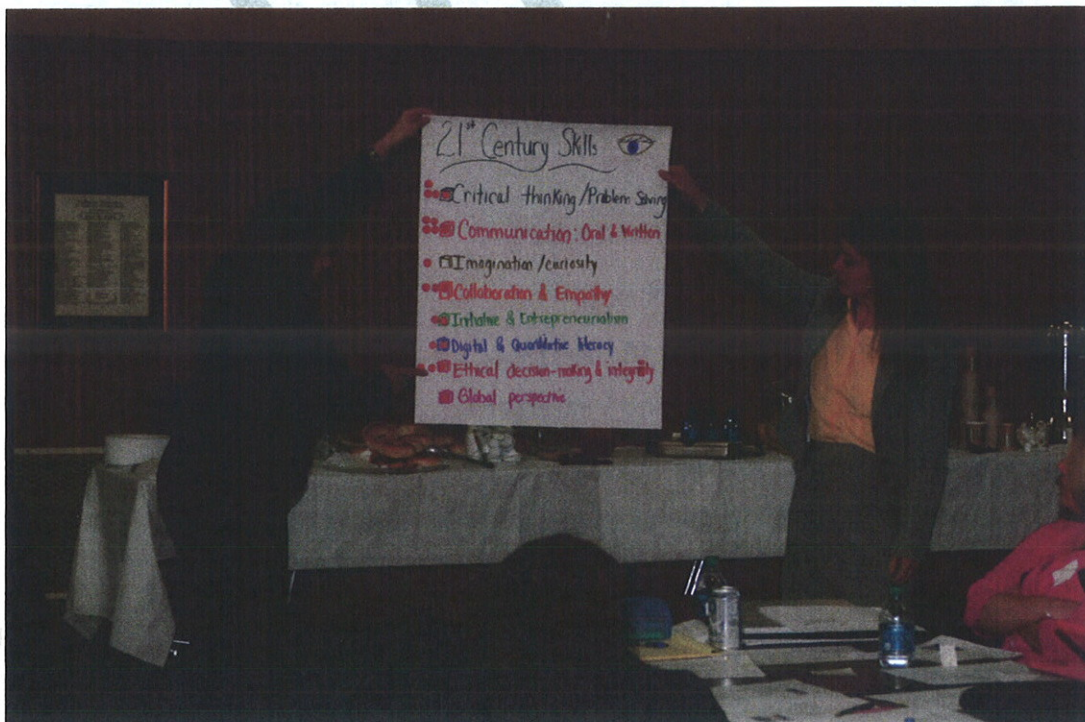 21st Century Skills
Critical thinking/Problem Solving
Communication: Oral & Written
Imagination/curiosity
Collaboration & Empathy
Initiative & Entrepreneurialism
Digital & Quantitative literacy
Ethical decision-making & integrity
Global perspective